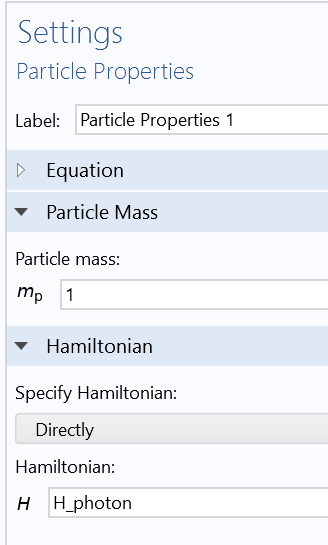 Settings
Particle Properties
Label: Particle Properties 1
Equation
Particle Mass
Particle mass:
mp 1
Hamiltonian
Specify Hamiltonian:
Directly
Hamiltonian:
H H_photon